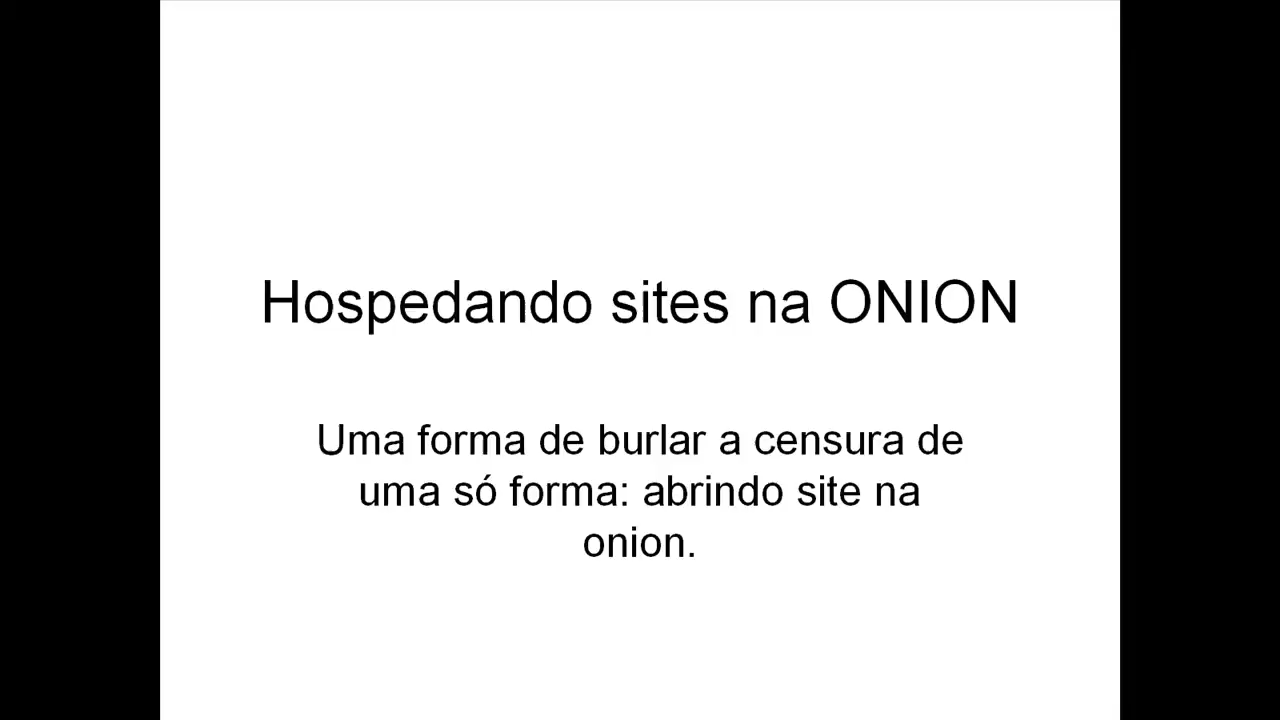 Hospedando sites na ONION
Uma forma de burlar a censura de
uma só forma: abrindo site na
onion.